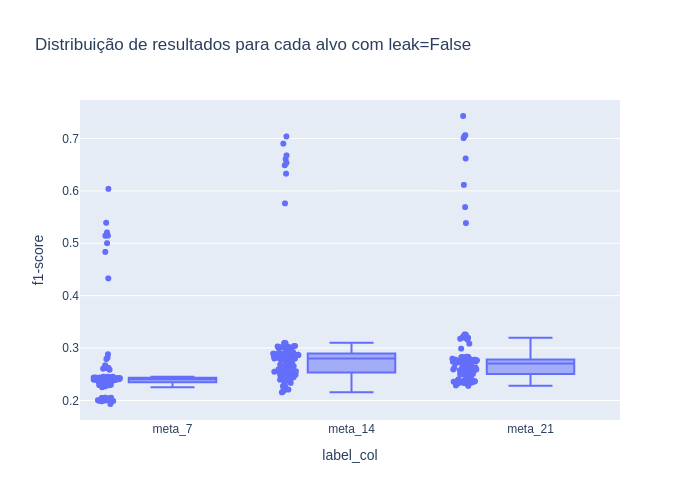 Distribuição de resultados para cada alvo com leak=False
f1-score
0.7
0.6
0.5
0.4
0.3
0.2
meta_7
meta_14
meta_21
label_col